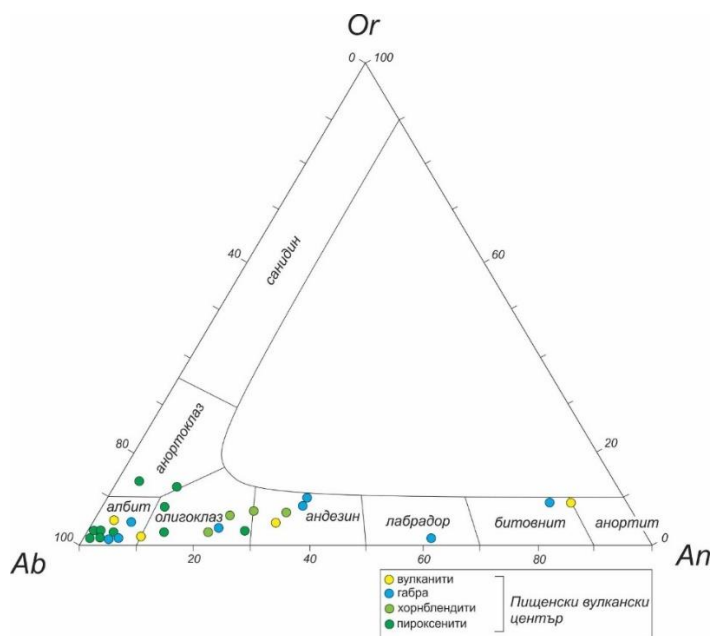 Or
0 100
санидин
40
60
анортоклаз
80
20
албит
олигоклаз
андезин
лабрадор
битовнит
анортит
100
20
40
60
80
0
Ab
An
вулканити
габра
хорнблендити
пироксенити
Пищенски вулкански
център